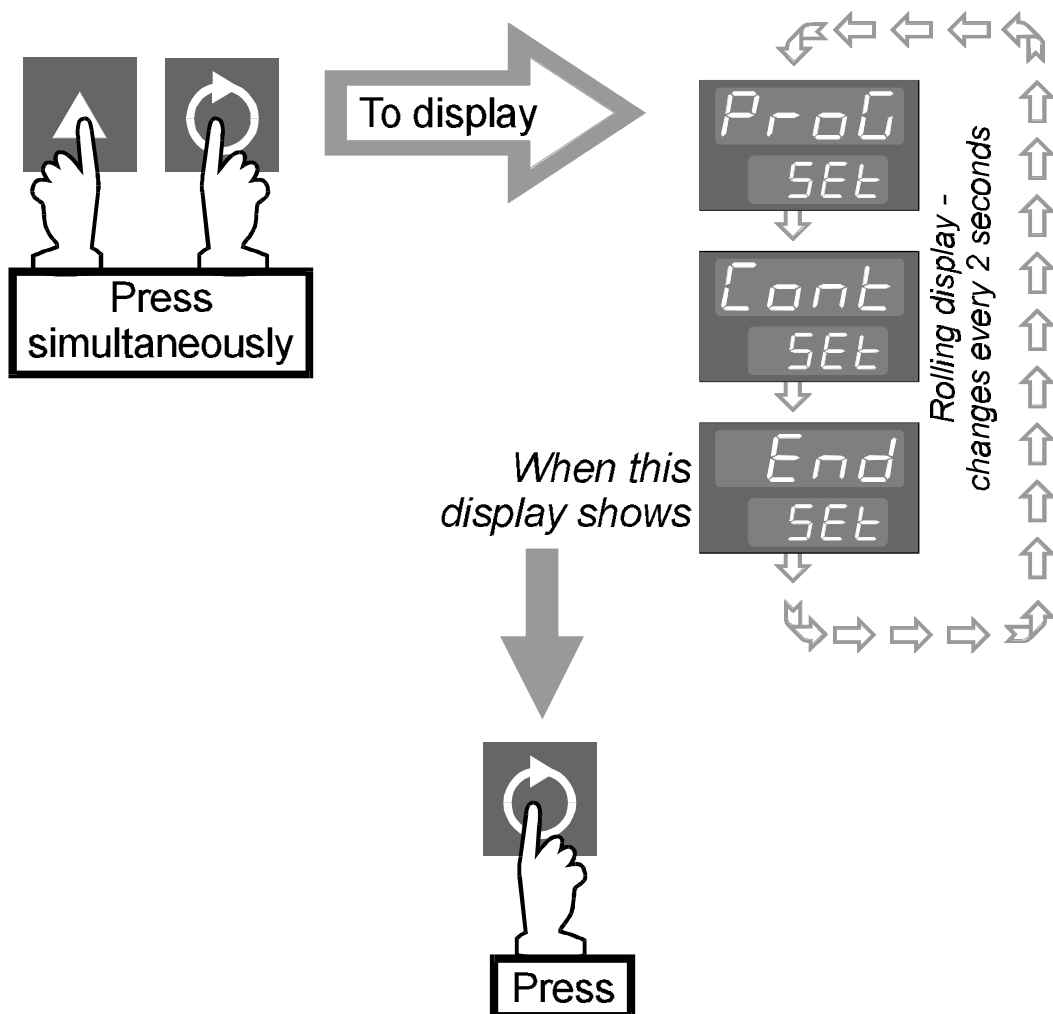 To display
Press
simultaneously
ProG
SEt
Cont
SEt
End
SEt
Rolling display -
changes every 2 seconds
When this
display shows
Press